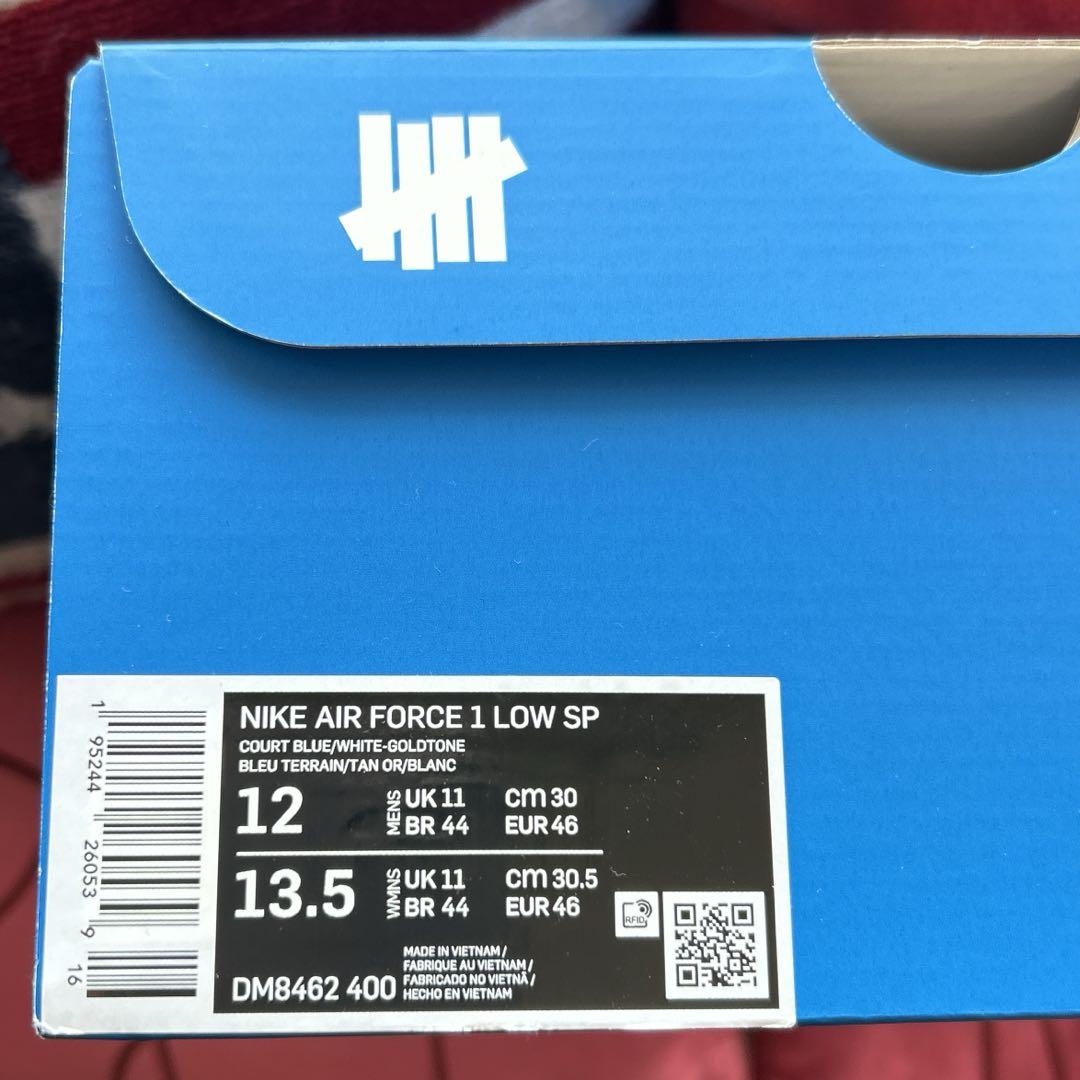 NIKE AIR FORCE 1 LOW SP
COURT BLUE/WHITE-GOLDTONE
BLEU TERRAIN/TAN OR/BLANC
12 MENS UK 11 cm 30
BR 44 EUR 46
13.5 WMNS UK 11 cm 30.5
BR 44 EUR 46
RFID
MADE IN VIETNAM /
FABRIQUE AU VIETNAM /
FABRICADO NO VIETNÃ /
HECHO EN VIETNAM
DM8462 400
1 95244 26053 9 16